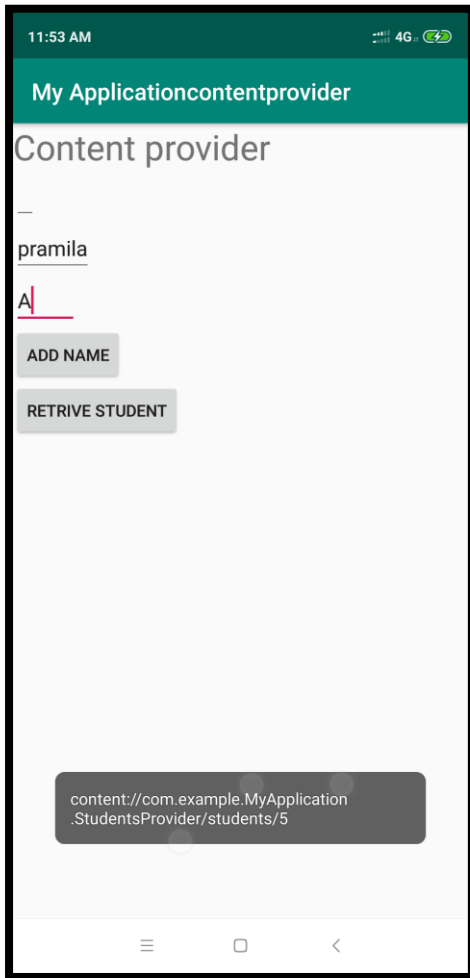 11:53 AM 4G
My Applicationcontentprovider
Content provider
pramila
A
ADD NAME
RETRIVE STUDENT
content://com.example.MyApplication
.StudentsProvider/students/5